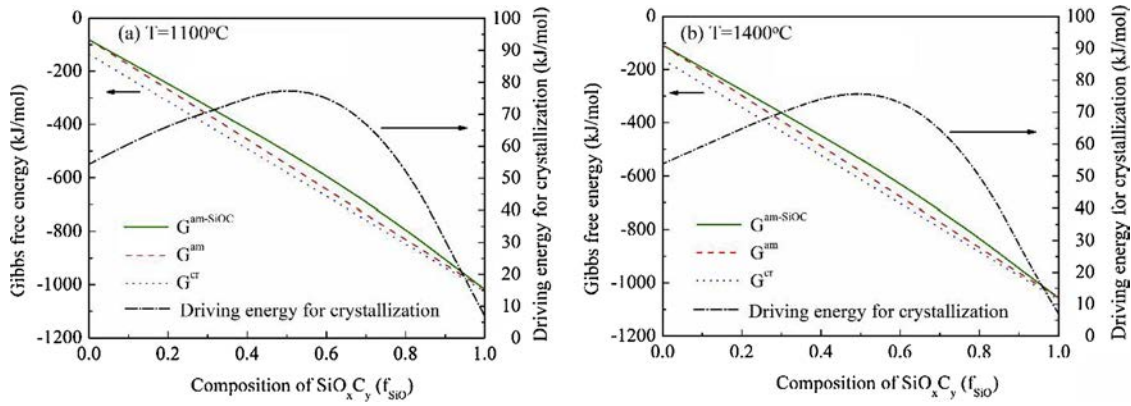 (a) T=1100°C
Gibbs free energy (kJ/mol)
0
-200
-400
-600
-800
-1000
-1200
100
90
80
70
60
50
40
30
20
10
0
Driving energy for crystallization (kJ/mol)
G^am-SiOC
G^am
G^cr
Driving energy for crystallization
0.0 0.2 0.4 0.6 0.8 1.0
Composition of SiO_xC_y (f_SiO)
(b) T=1400°C
Gibbs free energy (kJ/mol)
0
-200
-400
-600
-800
-1000
-1200
100
90
80
70
60
50
40
30
20
10
0
Driving energy for crystallization (kJ/mol)
G^am-SiOC
G^am
G^cr
Driving energy for crystallization
0.0 0.2 0.4 0.6 0.8 1.0
Composition of SiO_xC_y (f_SiO)